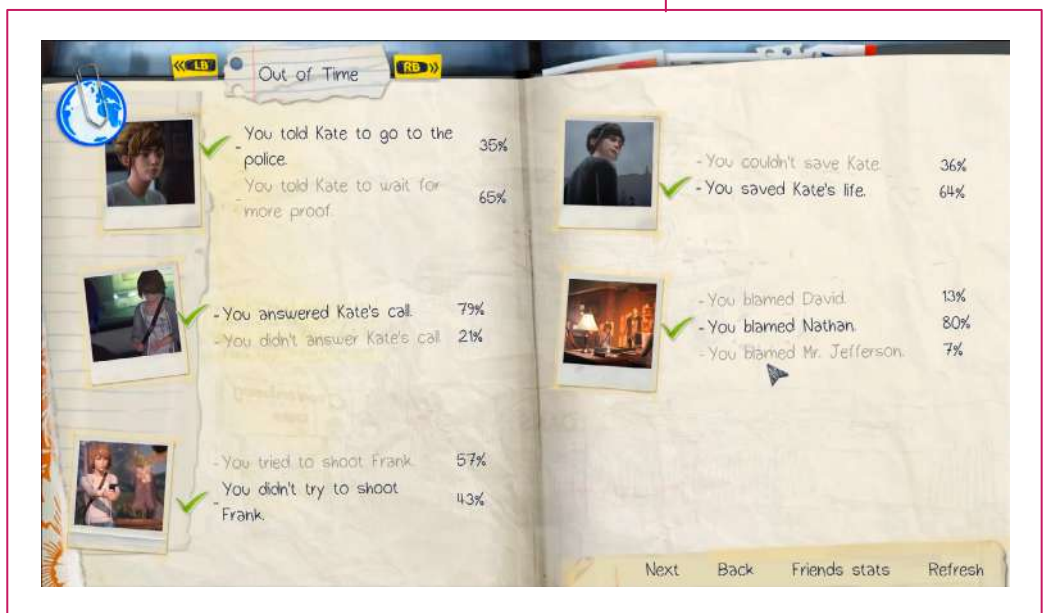 «LB
Out of Time
RB»
You told Kate to go to the
- police.
35%
You told Kate to wait for
- more proof.
65%
- You answered Kate's call.
79%
- You didn't answer Kate's call
21%
- You tried to shoot Frank.
57%
You didn't try to shoot
- Frank.
43%
- You couldn't save Kate.
36%
- You saved Kate's life.
64%
- You blamed David.
13%
- You blamed Nathan.
80%
- You blamed Mr. Jefferson.
7%
Next Back Friends stats Refresh